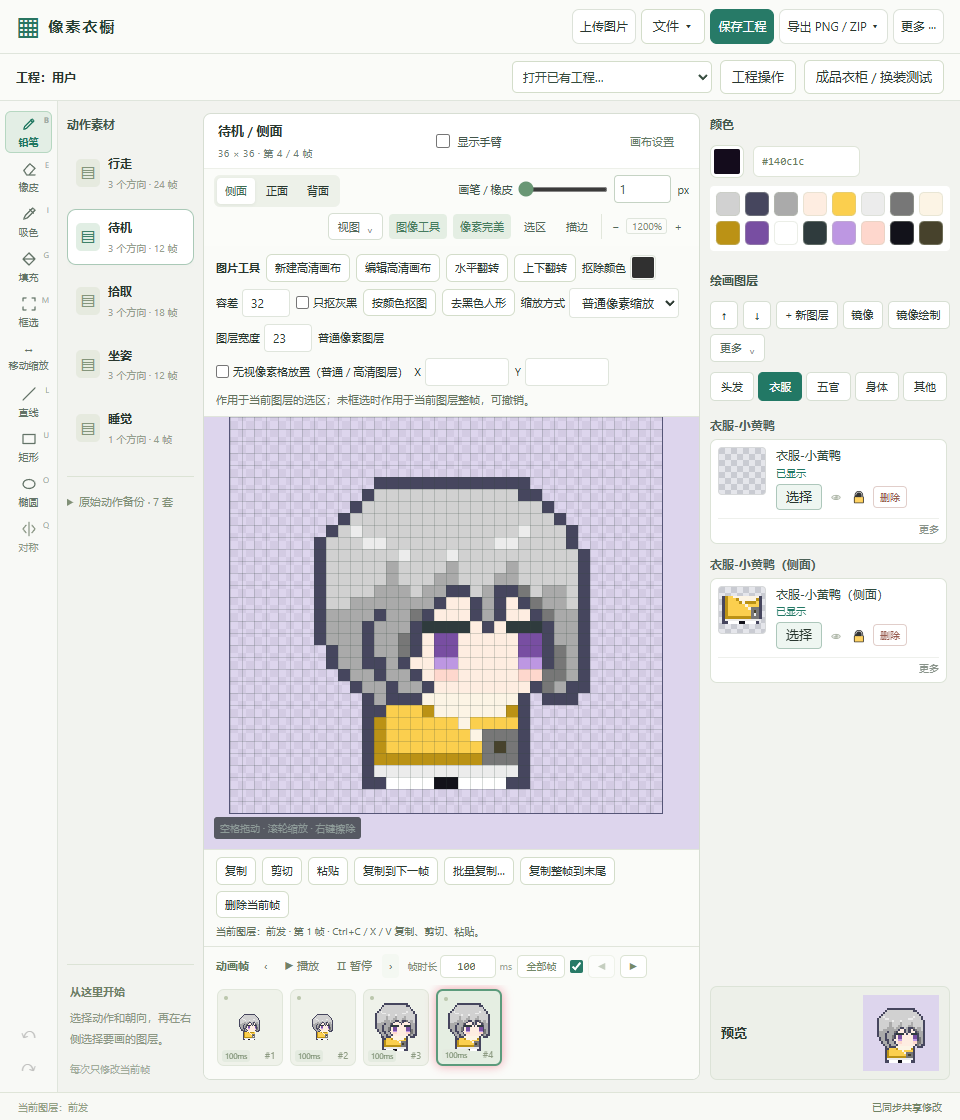 像素衣橱
上传图片
文件
保存工程
导出 PNG / ZIP
更多 ···
工程：用户
打开已有工程...
工程操作
成品衣柜 / 换装测试
铅笔 B
橡皮 E
吸色 I
填充 G
框选 M
移动缩放
直线 L
矩形 U
椭圆 O
对称 Q
动作素材
行走
3 个方向 · 24 帧
待机
3 个方向 · 12 帧
拾取
3 个方向 · 18 帧
坐姿
3 个方向 · 12 帧
睡觉
1 个方向 · 4 帧
原始动作备份 · 7 套
从这里开始
选择动作和朝向，再在右
侧选择要画的图层。
每次只修改当前帧
待机 / 侧面
36 × 36 · 第 4 / 4 帧
显示手臂
画布设置
侧面
正面
背面
画笔 / 橡皮
1
px
视图
图像工具
像素完美
选区
描边
− 1200% +
图片工具
新建高清画布
编辑高清画布
水平翻转
上下翻转
抠除颜色
容差
32
只抠灰黑
按颜色抠图
去黑色人形
缩放方式
普通像素缩放
图层宽度
23
普通像素图层
无视像素格放置（普通 / 高清图层）
X
Y
作用于当前图层的选区；未框选时作用于当前图层整帧，可撤销。
空格拖动 · 滚轮缩放 · 右键擦除
复制
剪切
粘贴
复制到下一帧
批量复制...
复制整帧到末尾
删除当前帧
当前图层：前发 · 第 1 帧 · Ctrl+C / X / V 复制、剪切、粘贴。
动画帧
‹
播放
暂停
›
帧时长
100
ms
全部帧
100ms #1
100ms #2
100ms #3
100ms #4
颜色
#140c1c
绘画图层
↑
↓
+ 新图层
镜像
镜像绘制
更多
头发
衣服
五官
身体
其他
衣服-小黄鸭
衣服-小黄鸭
已显示
选择
删除
更多
衣服-小黄鸭（侧面）
衣服-小黄鸭（侧面）
已显示
选择
删除
更多
预览
当前图层：前发
已同步共享修改